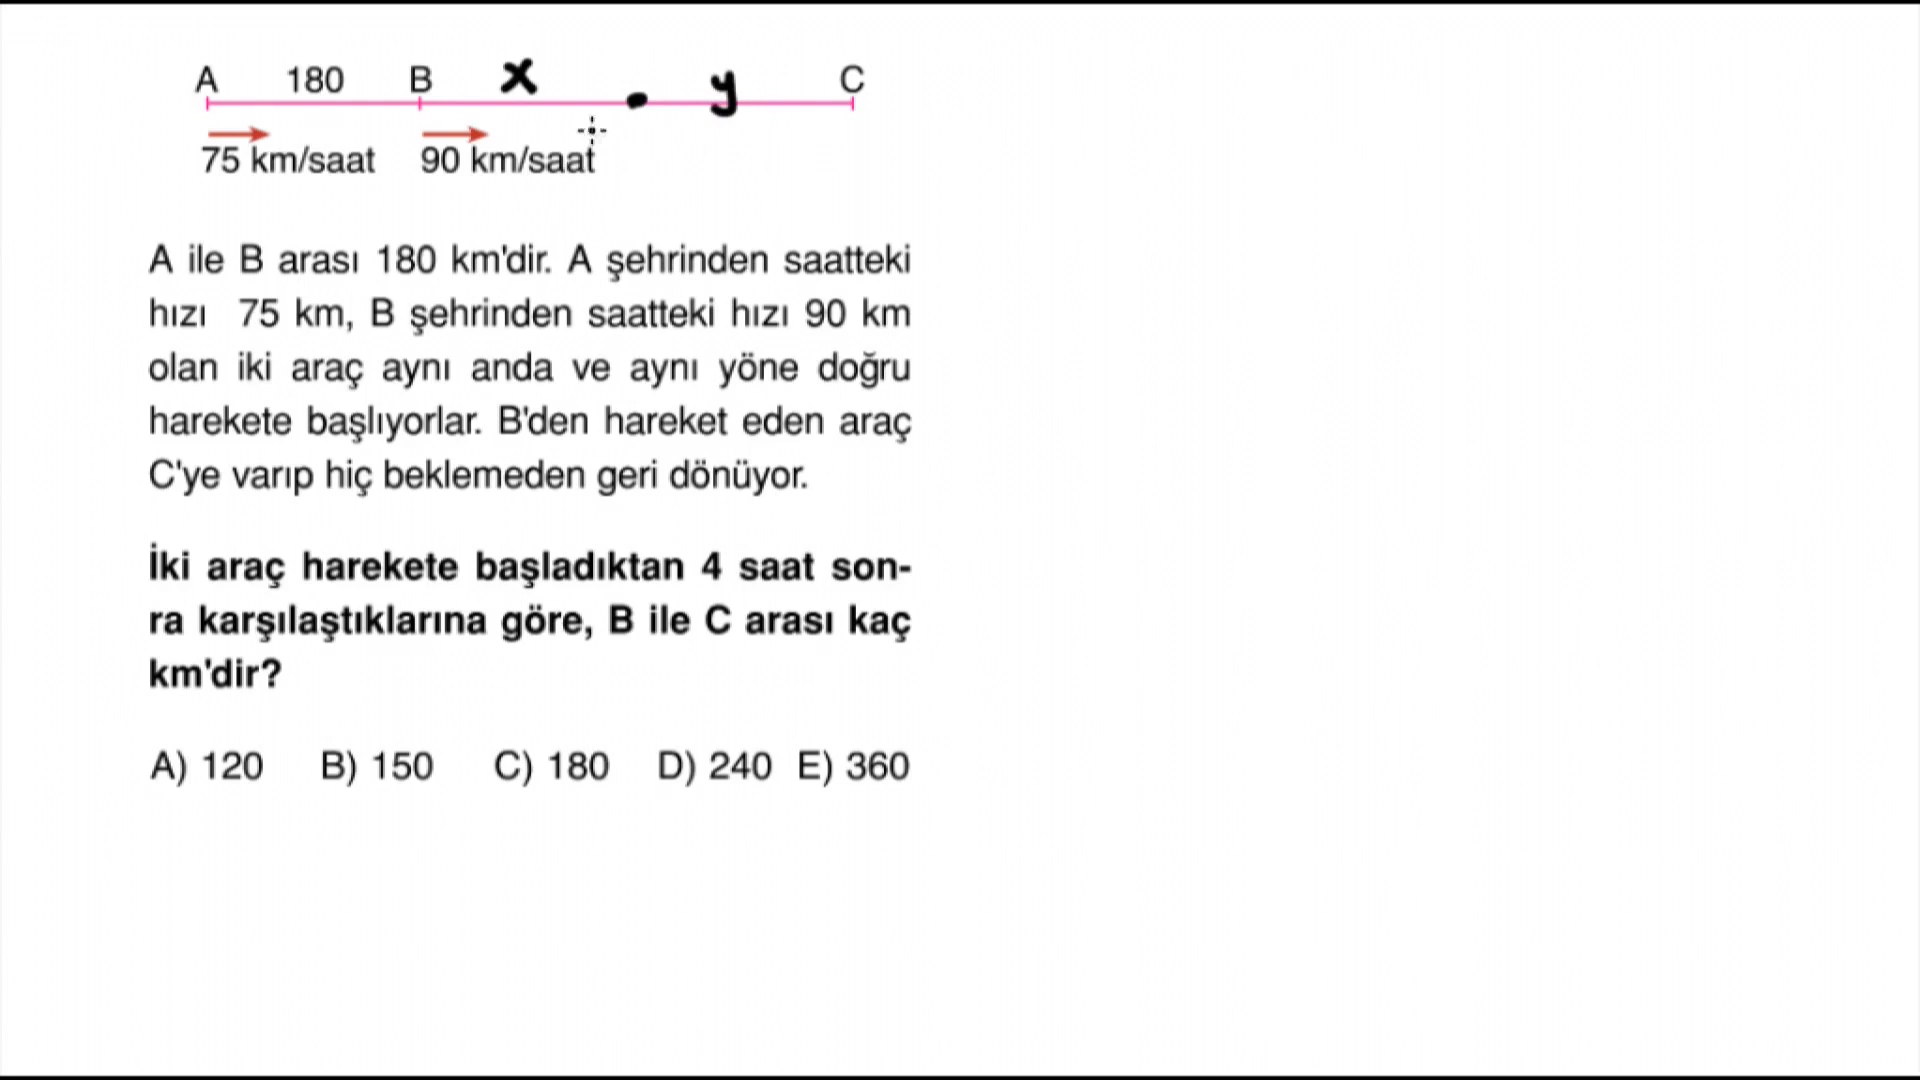 A 180 B x . y C
75 km/saat 90 km/saat
A ile B arası 180 km'dir. A şehrinden saatteki
hızı 75 km, B şehrinden saatteki hızı 90 km
olan iki araç aynı anda ve aynı yöne doğru
harekete başlıyorlar. B'den hareket eden araç
C'ye varıp hiç beklemeden geri dönüyor.
İki araç harekete başladıktan 4 saat son-
ra karşılaştıklarına göre, B ile C arası kaç
km'dir?
A) 120 B) 150 C) 180 D) 240 E) 360